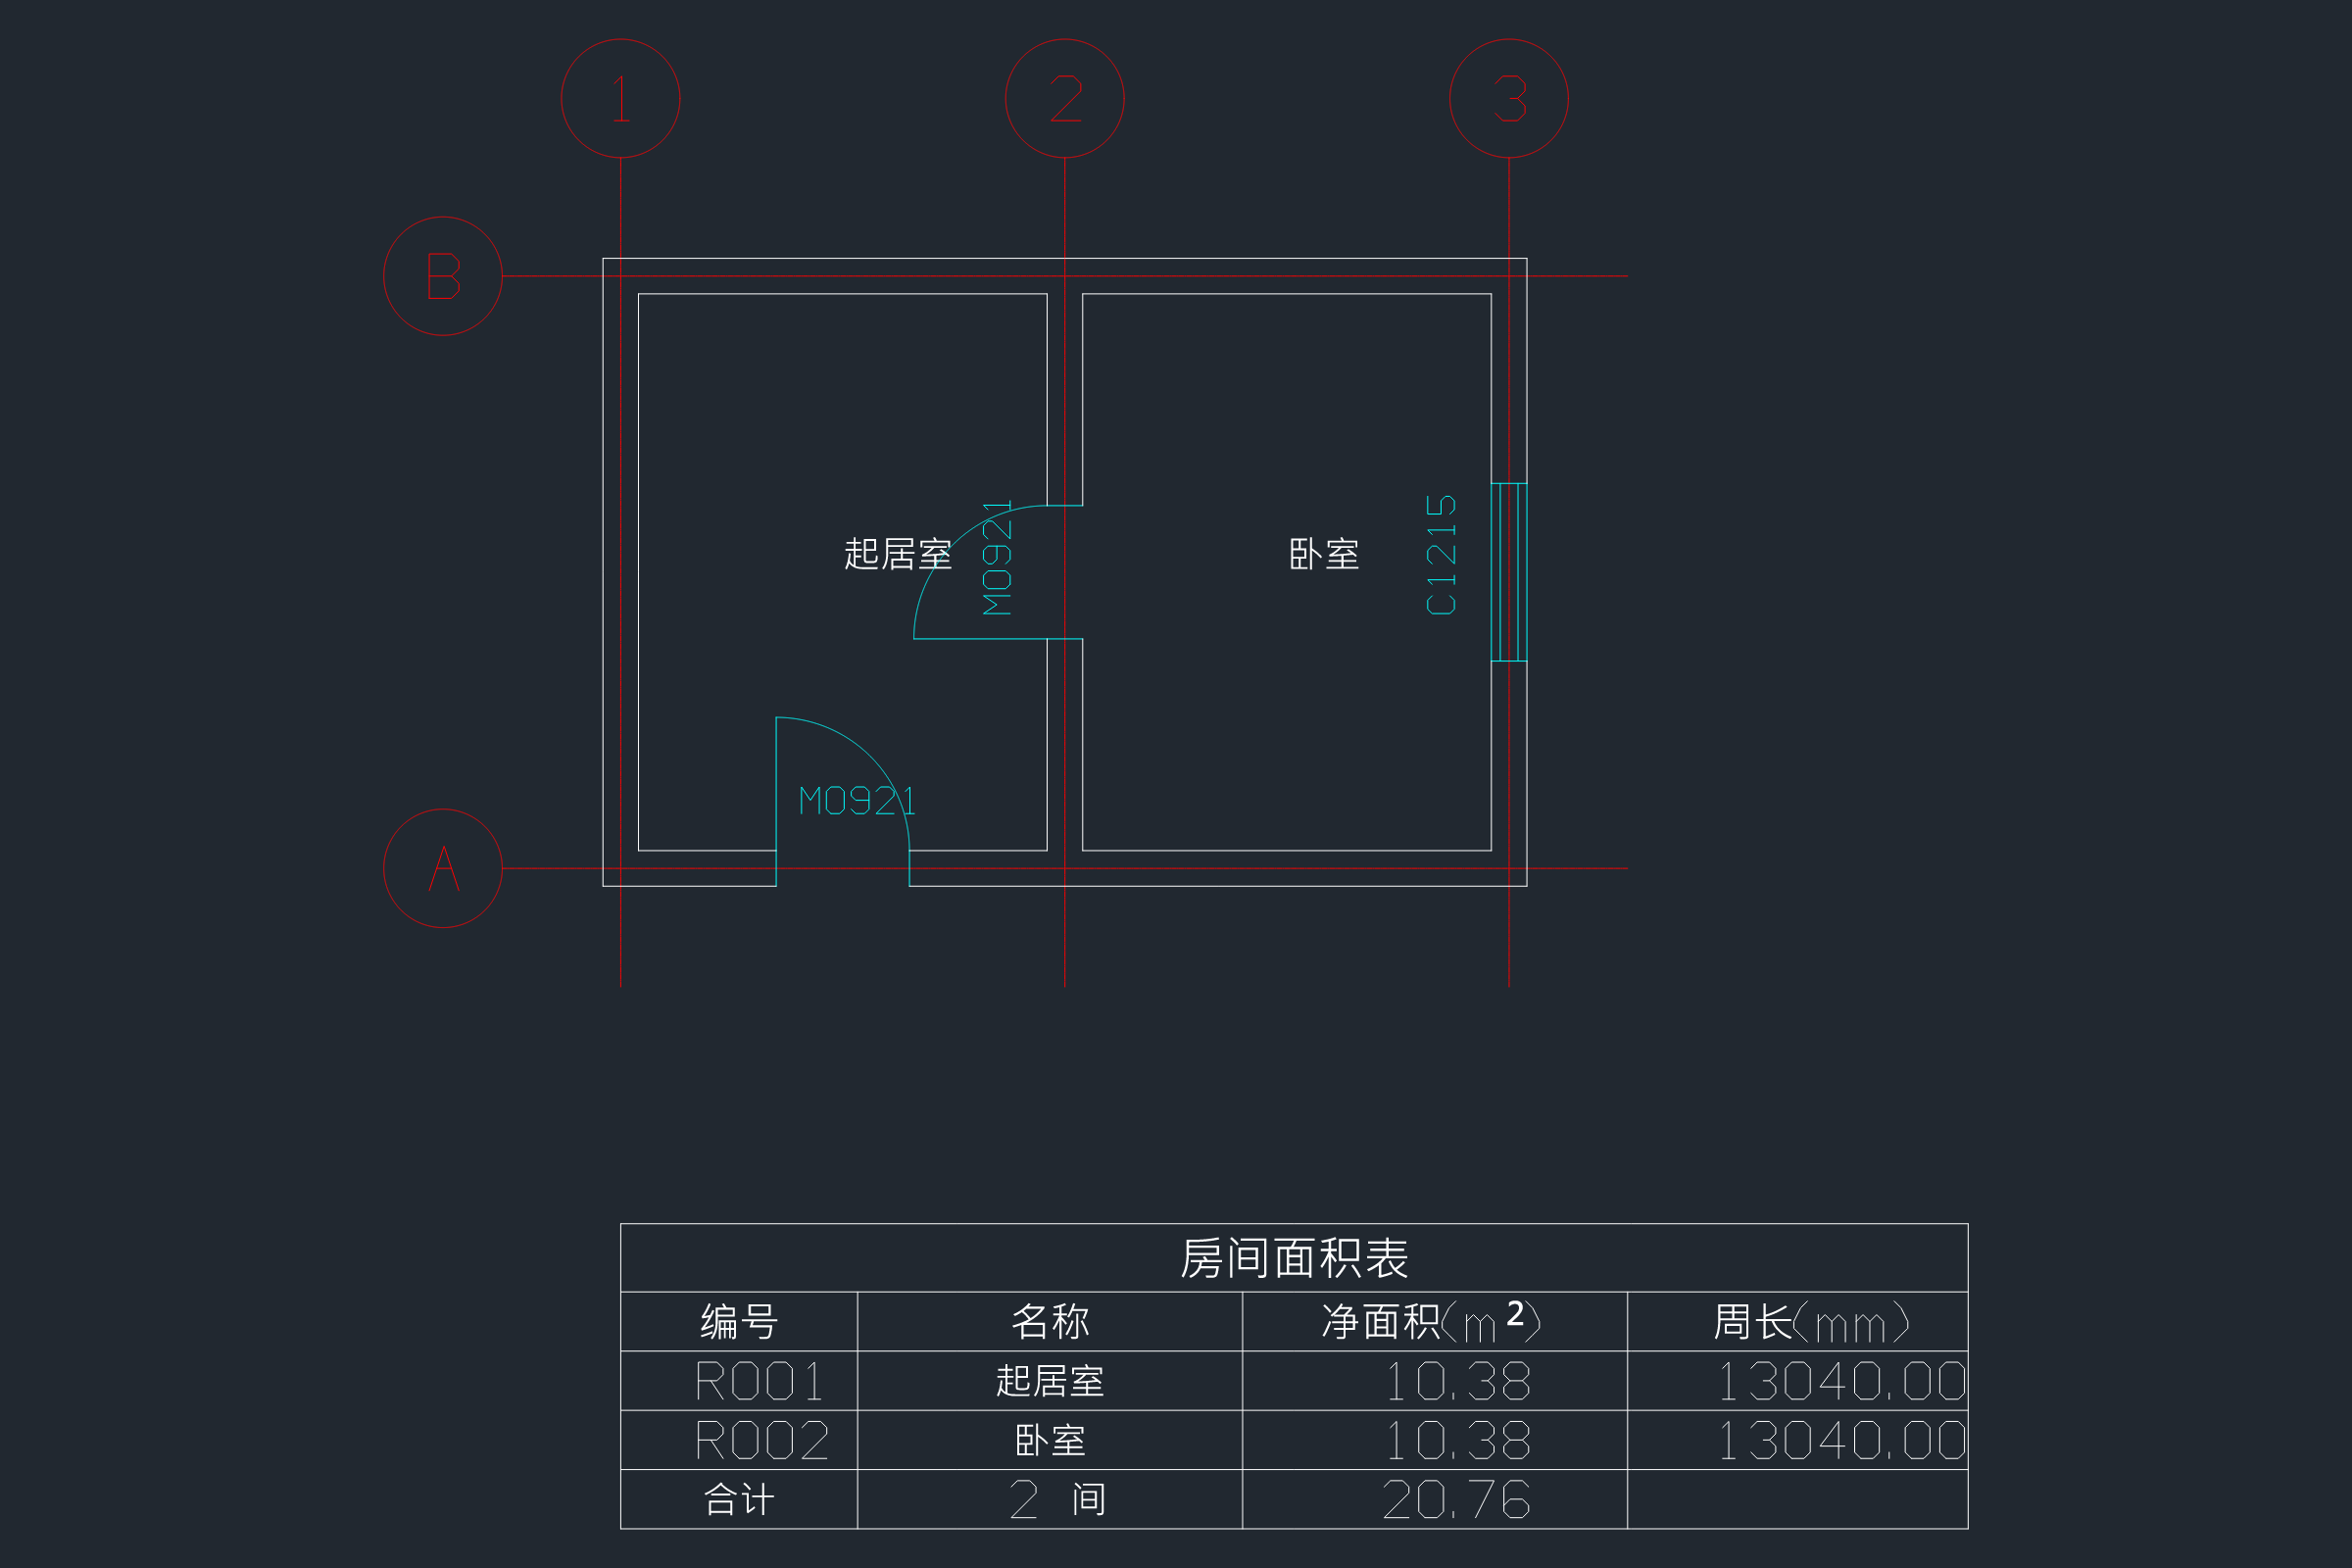 1 2 3
B
起居室 M0921 卧室 C1215
M0921
A
房间面积表
编号 名称 净面积(m²) 周长(mm)
R001 起居室 10.38 13040.00
R002 卧室 10.38 13040.00
合计 2 间 20.76